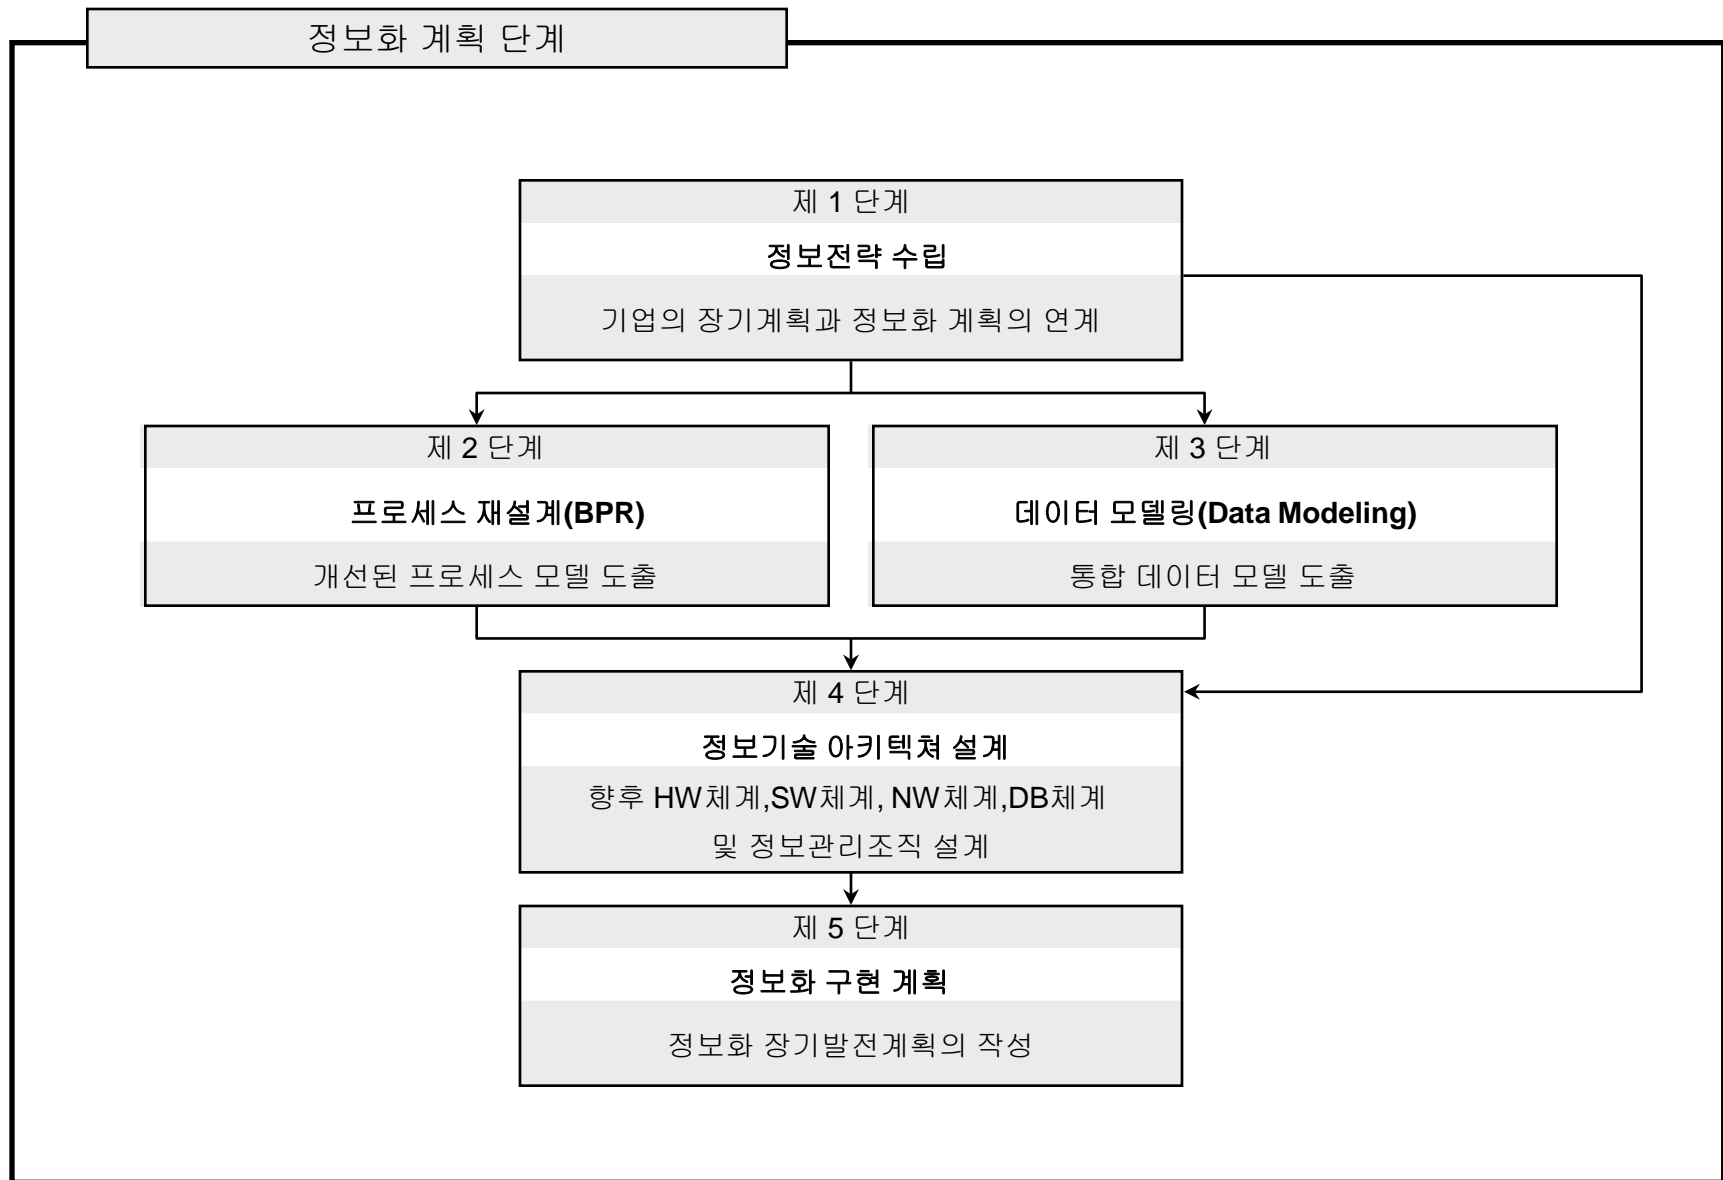 정보화 계획 단계
제 1 단계
정보전략 수립
기업의 장기계획과 정보화 계획의 연계
제 2 단계
프로세스 재설계(BPR)
개선된 프로세스 모델 도출
제 3 단계
데이터 모델링(Data Modeling)
통합 데이터 모델 도출
제 4 단계
정보기술 아키텍쳐 설계
향후 HW체계,SW체계, NW체계,DB체계
및 정보관리조직 설계
제 5 단계
정보화 구현 계획
정보화 장기발전계획의 작성